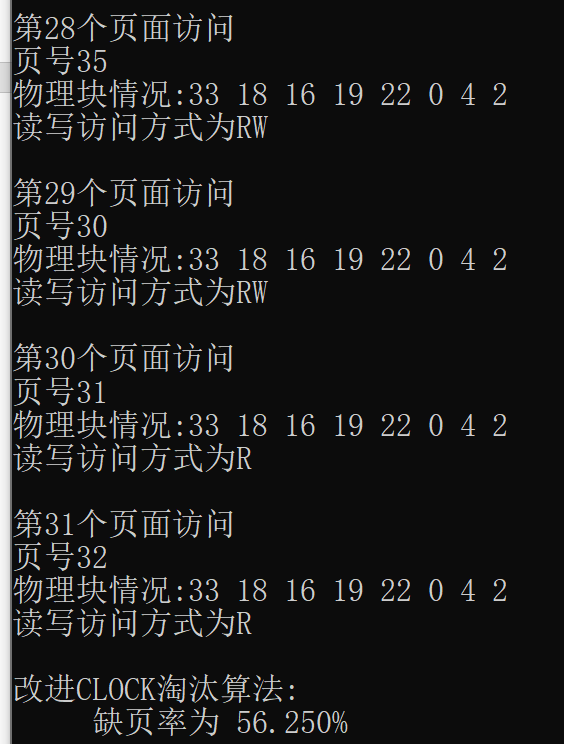 第28个页面访问
页号35
物理块情况:33 18 16 19 22 0 4 2
读写访问方式为RW
第29个页面访问
页号30
物理块情况:33 18 16 19 22 0 4 2
读写访问方式为RW
第30个页面访问
页号31
物理块情况:33 18 16 19 22 0 4 2
读写访问方式为R
第31个页面访问
页号32
物理块情况:33 18 16 19 22 0 4 2
读写访问方式为R
改进CLOCK淘汰算法:
缺页率为 56.250%